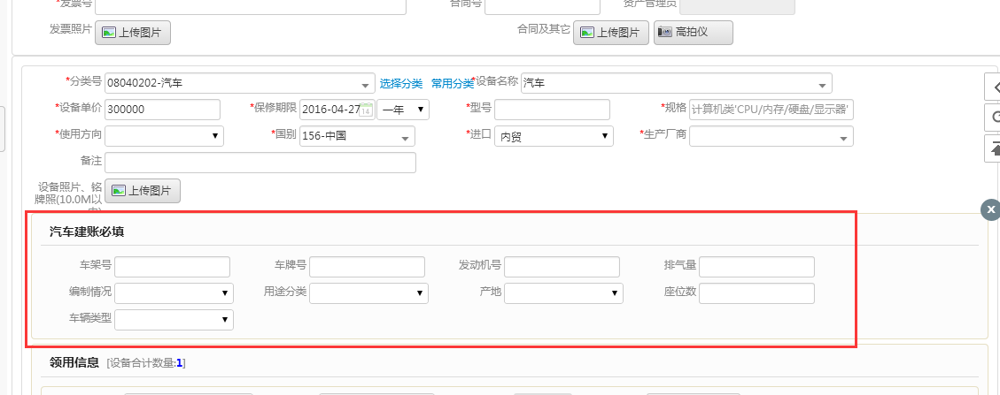 *发票号 合同号 资产管理员
发票照片 上传图片 合同及其它 上传图片 高拍仪
*分类号 08040202-汽车 选择分类 常用分类 *设备名称 汽车
*设备单价 300000 *保修期限 2016-04-27 14 一年 *型号 *规格 计算机类'CPU/内存/硬盘/显示器'
*使用方向 *国别 156-中国 *进口 内贸 *生产厂商
备注
设备照片、铭
牌照(10.0M以 上传图片
汽车建账必填
车架号 车牌号 发动机号 排气量
编制情况 用途分类 产地 座位数
车辆类型
领用信息 [设备合计数量:1]